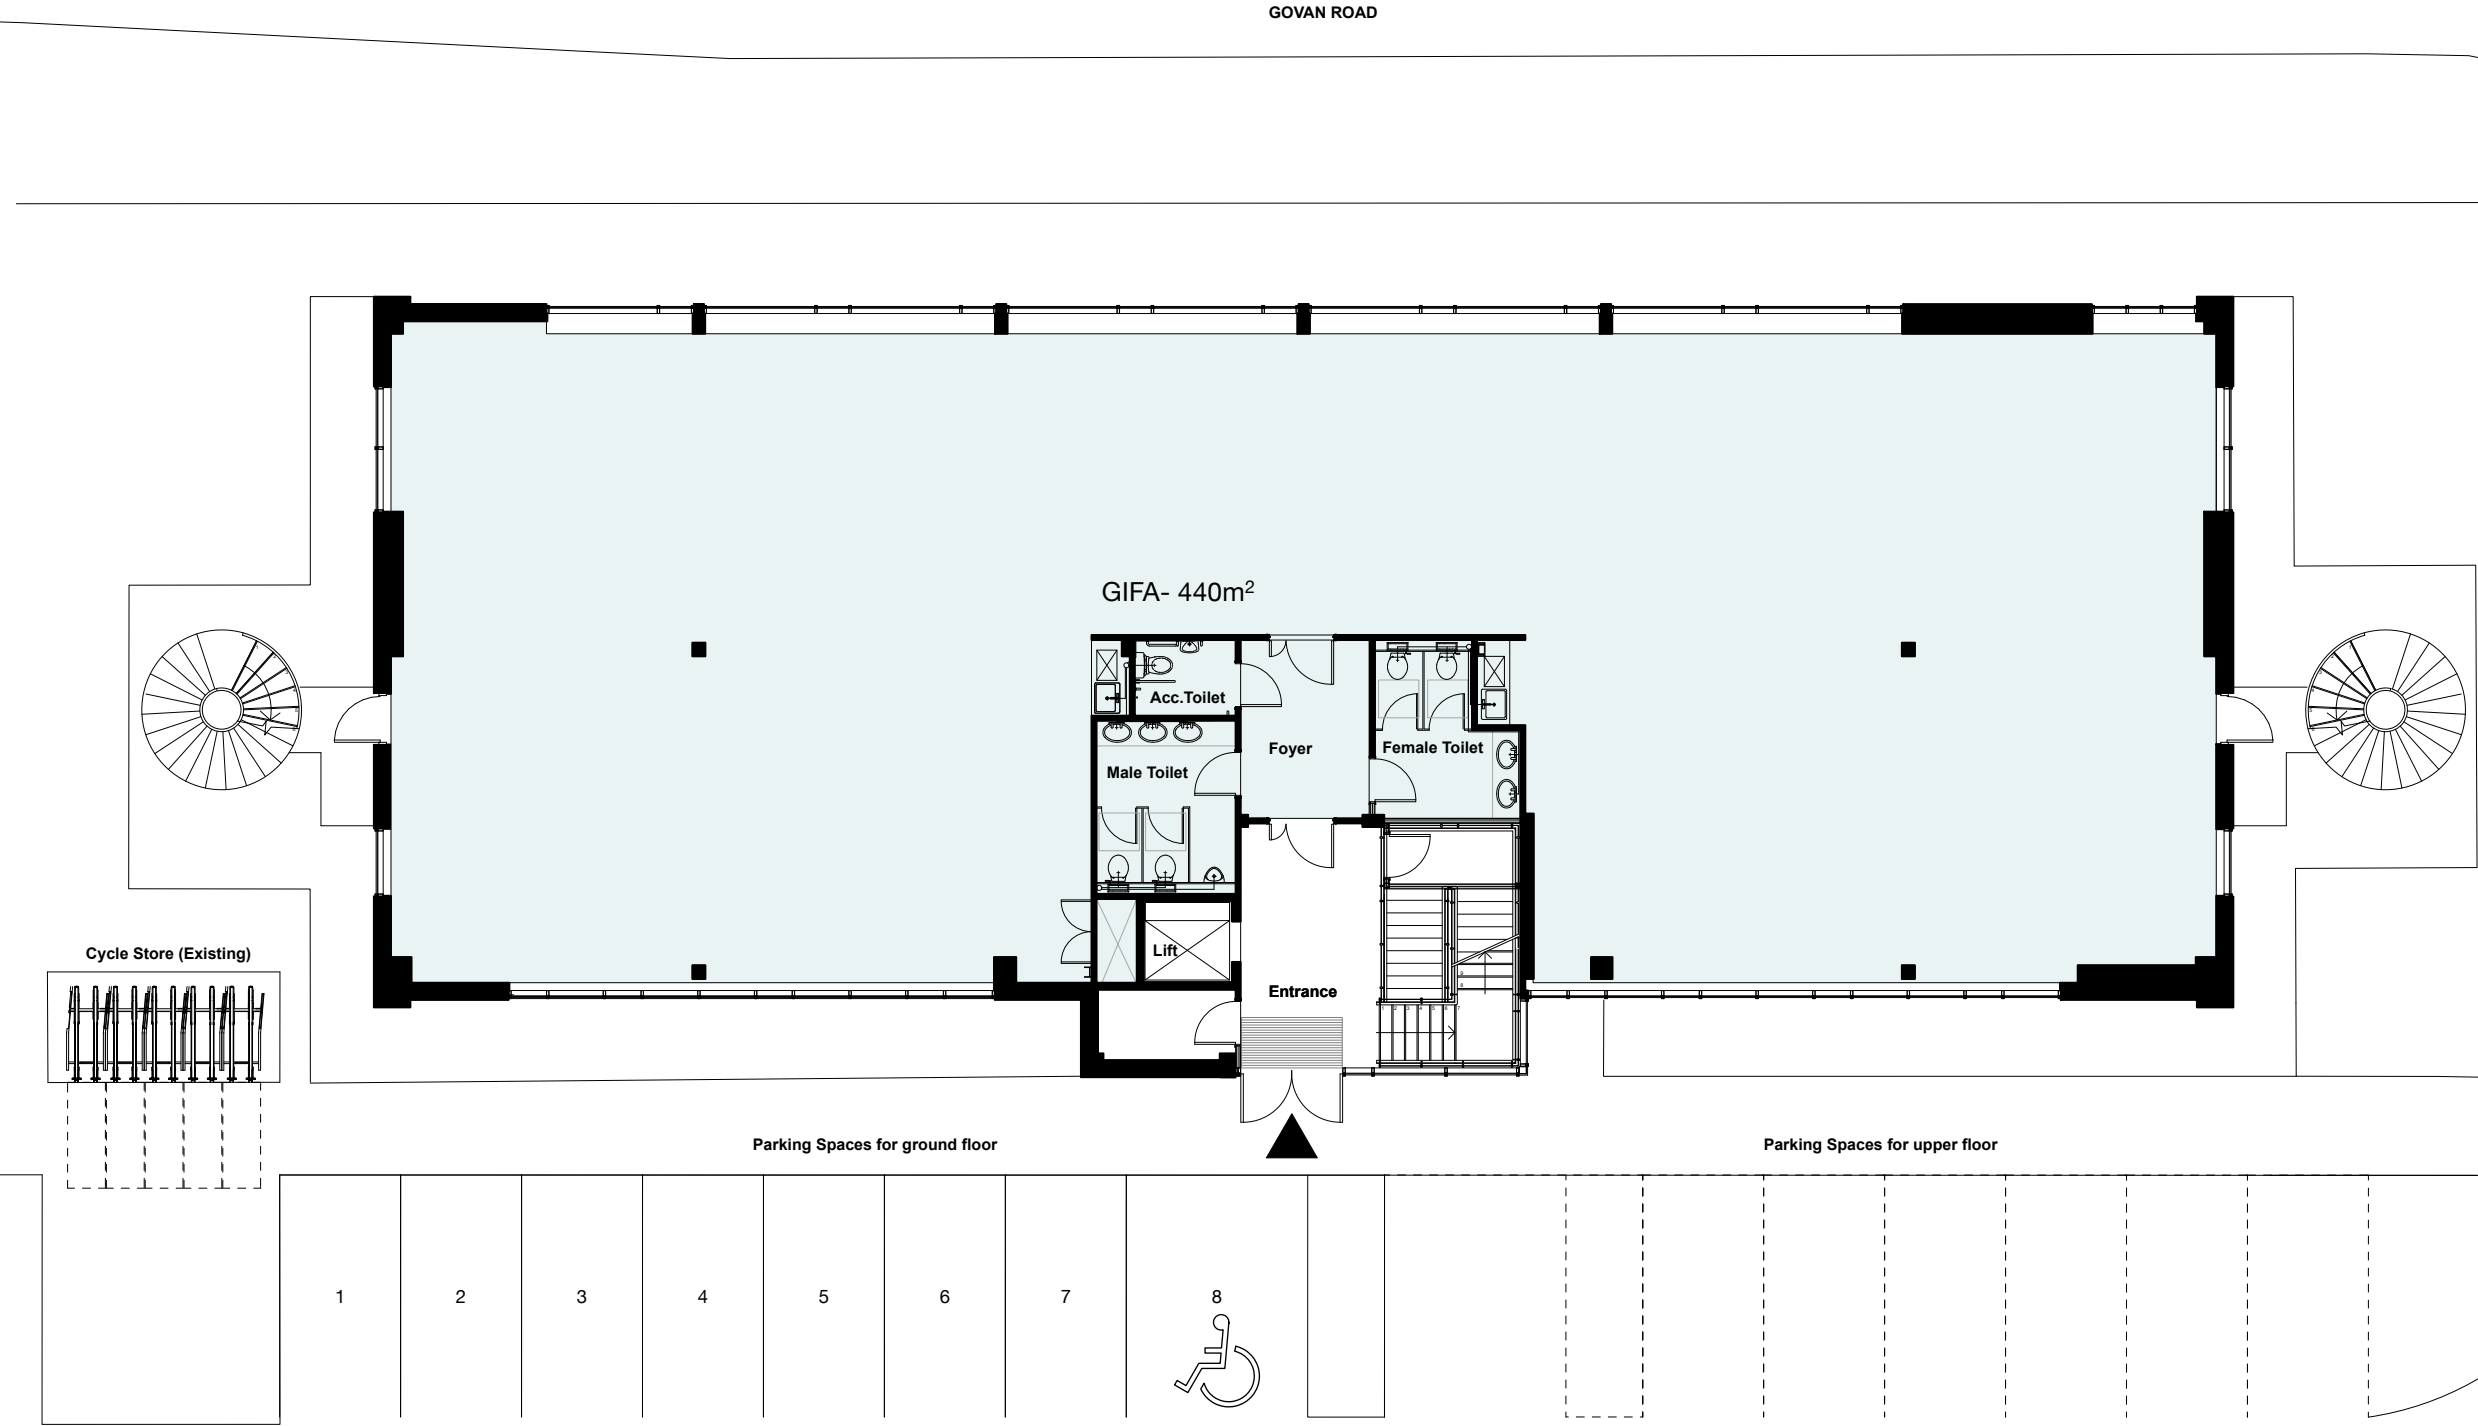 GOVAN ROAD
GIFA- 440m²
Acc.Toilet
Foyer
Female Toilet
Male Toilet
Cycle Store (Existing)
Lift
Entrance
Parking Spaces for ground floor
Parking Spaces for upper floor
1 2 3 4 5 6 7 8